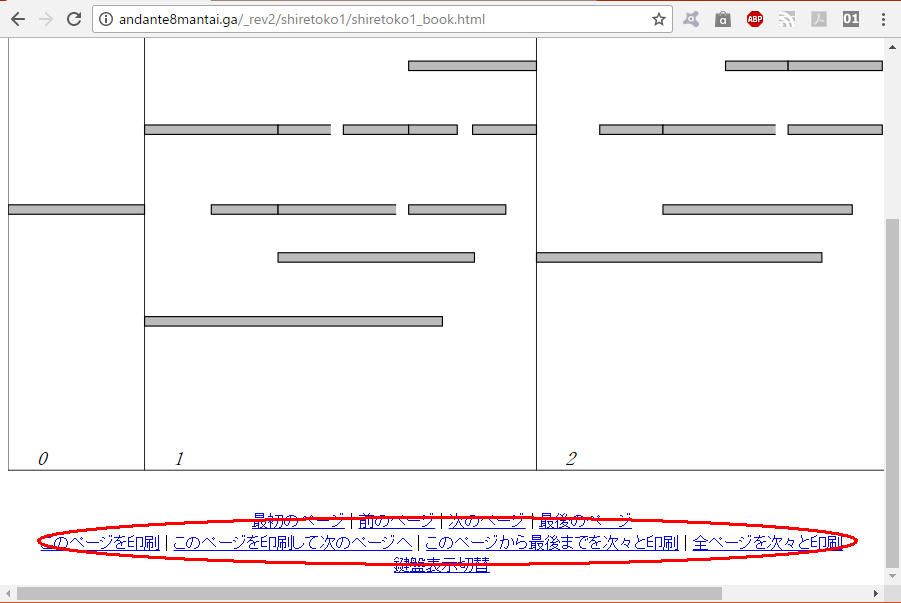 andante8mantai.ga/_rev2/shiretoko1/shiretoko1_book.html
a ABP 01
0 1 2
最初のページ | 前のページ | 次のページ | 最後のページ
のページを印刷 | このページを印刷して次のページへ | このページから最後までを次々と印刷 | 全ページを次々と印刷
鍵盤表示切替